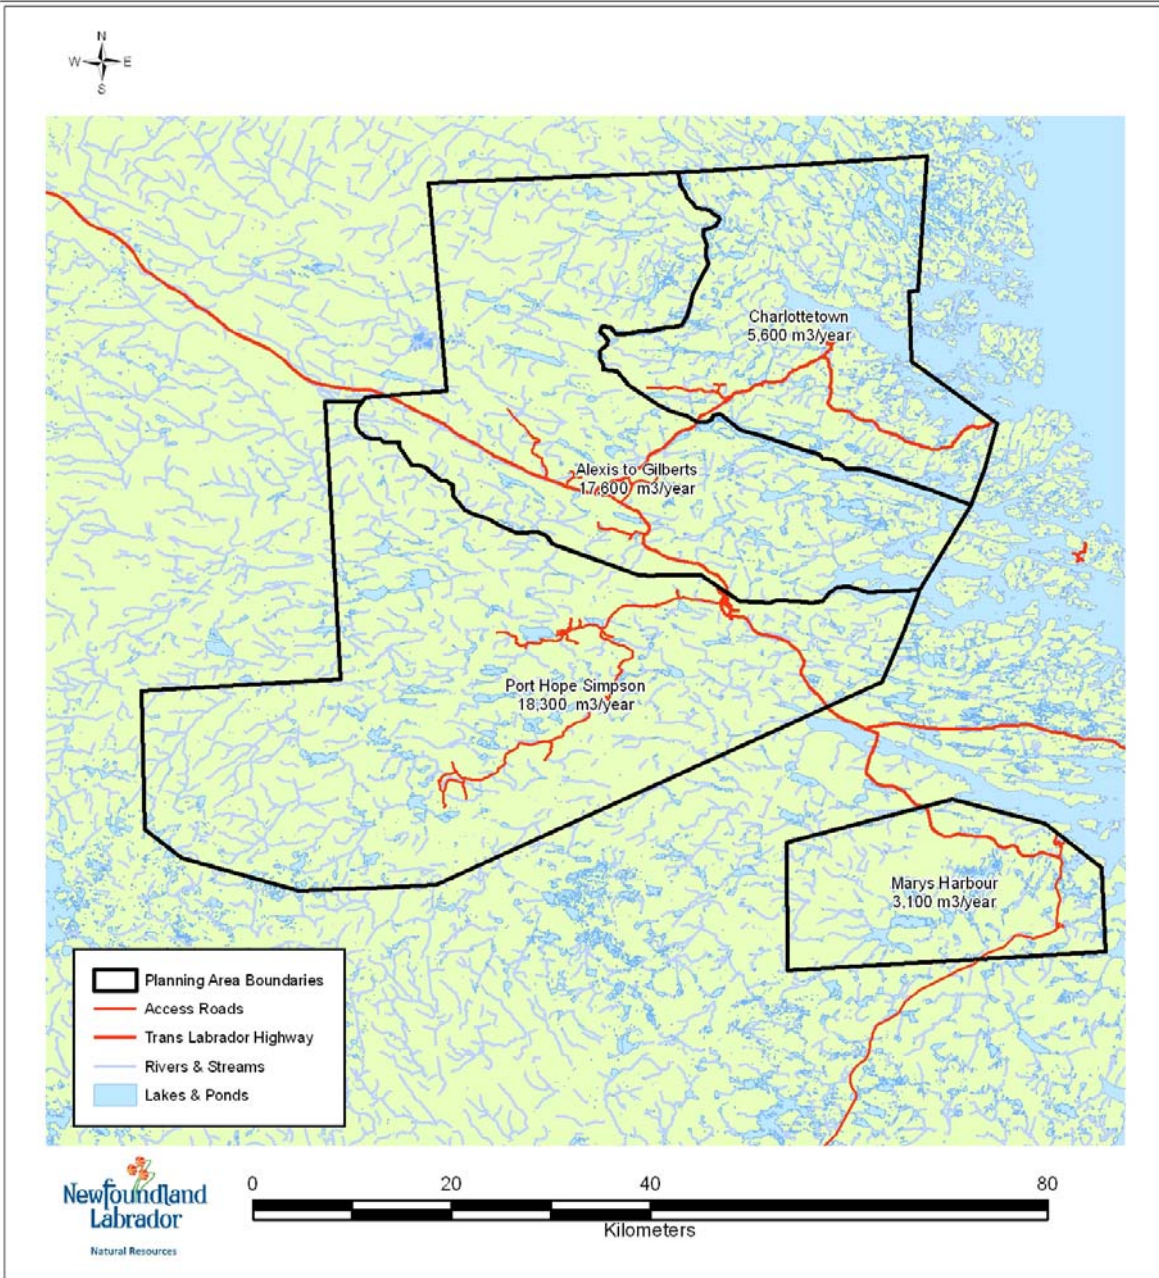 N
W E
S
Charlottetown
5,600 m3/year
Alexis to Gilberts
17,600 m3/year
Port Hope Simpson
18,300 m3/year
Marys Harbour
3,100 m3/year
Planning Area Boundaries
Access Roads
Trans Labrador Highway
Rivers & Streams
Lakes & Ponds
Newfoundland
Labrador
Natural Resources
0 20 40 80
Kilometers